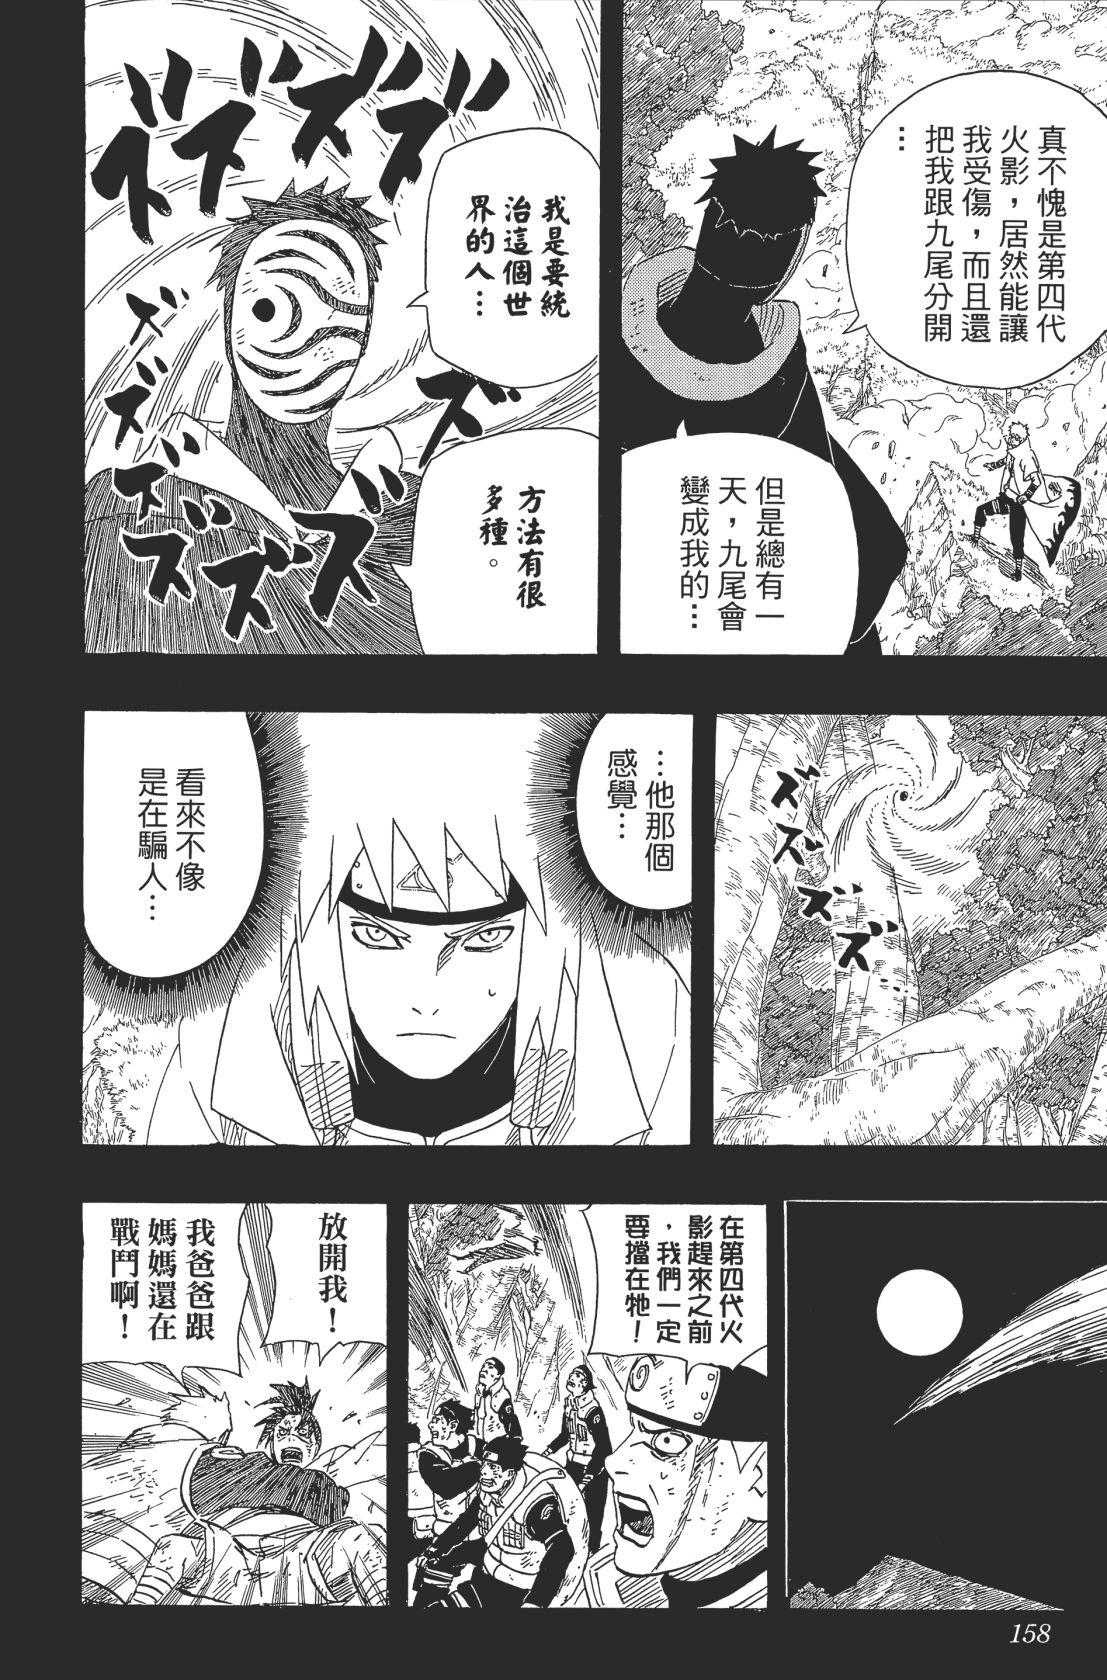 真不愧是第四代
火影，居然能讓
我受傷，而且還
把我跟九尾分開
…
但是總有一
天，九尾會
變成我的…
我是要統
治這個世
界的人…
方法有很
多種。
ズズズズ
ズズズズズズ
ズ
ズズ
ズズ…
…他那個
感覺…
看來不像
是在騙人…
在第四代火
影趕來之前
，我們一定
要擋在牠！
放開我！
我爸爸跟
媽媽還在
戰鬥啊！
158